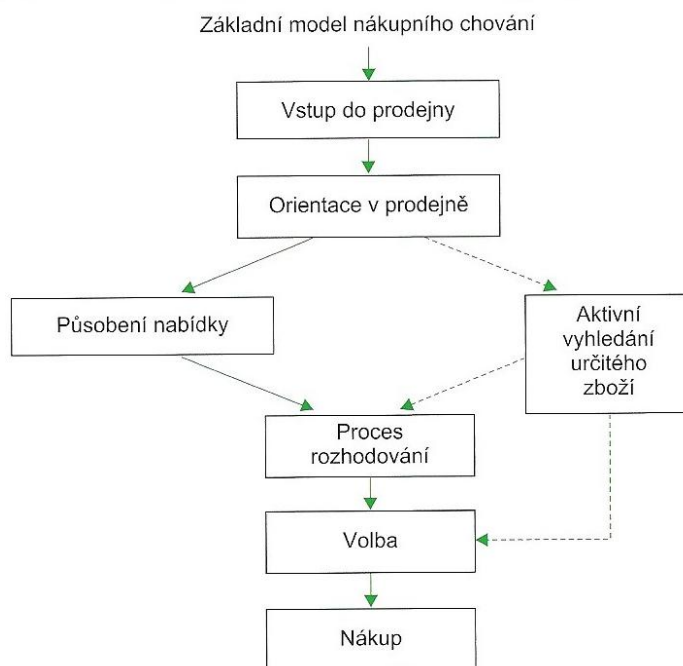 Základní model nákupního chování
Vstup do prodejny
Orientace v prodejně
Působení nabídky
Aktivní
vyhledání
určitého
zboží
Proces
rozhodování
Volba
Nákup